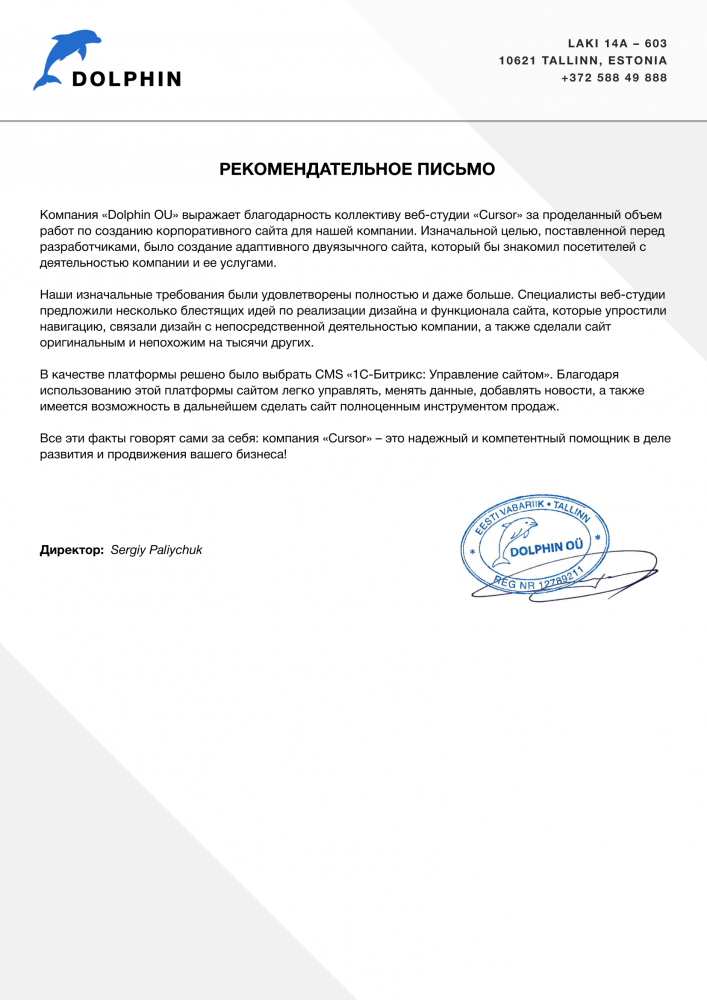 DOLPHIN
LAKI 14A – 603
10621 TALLINN, ESTONIA
+372 588 49 888
РЕКОМЕНДАТЕЛЬНОЕ ПИСЬМО
Компания «Dolphin OU» выражает благодарность коллективу веб-студии «Cursor» за проделанный объем
работ по созданию корпоративного сайта для нашей компании. Изначальной целью, поставленной перед
разработчиками, было создание адаптивного двуязычного сайта, который бы знакомил посетителей с
деятельностью компании и ее услугами.
Наши изначальные требования были удовлетворены полностью и даже больше. Специалисты веб-студии
предложили несколько блестящих идей по реализации дизайна и функционала сайта, которые упростили
навигацию, связали дизайн с непосредственной деятельностью компании, а также сделали сайт
оригинальным и непохожим на тысячи других.
В качестве платформы решено было выбрать CMS «1С-Битрикс: Управление сайтом». Благодаря
использованию этой платформы сайтом легко управлять, менять данные, добавлять новости, а также
имеется возможность в дальнейшем сделать сайт полноценным инструментом продаж.
Все эти факты говорят сами за себя: компания «Cursor» – это надежный и компетентный помощник в деле
развития и продвижения вашего бизнеса!
Директор: Sergiy Paliychuk
EESTI VABARIIK • TALLINN
* DOLPHIN OÜ *
REG NR 12789211